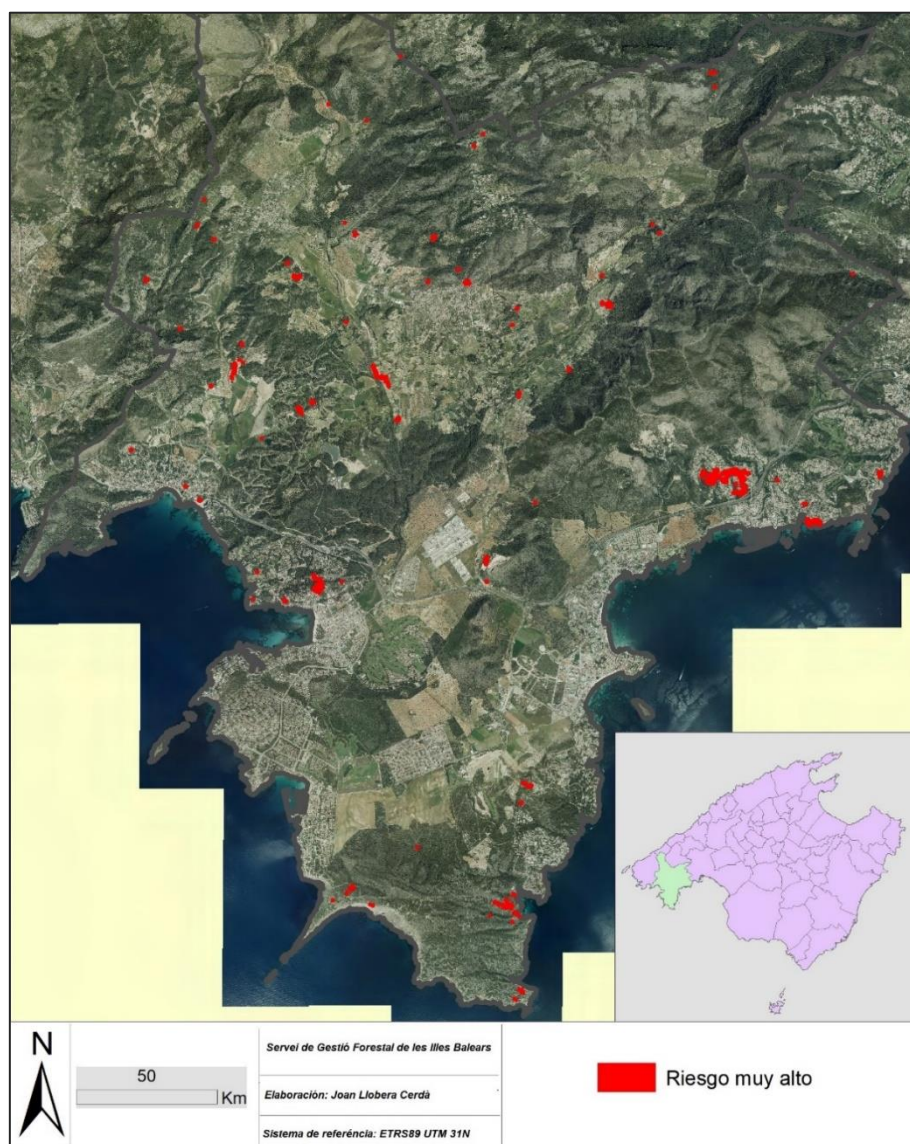 N
50
Km
Servei de Gestió Forestal de les Illes Balears
Elaboración: Joan Llobera Cerdà
Sistema de referéncia: ETRS89 UTM 31N
Riesgo muy alto